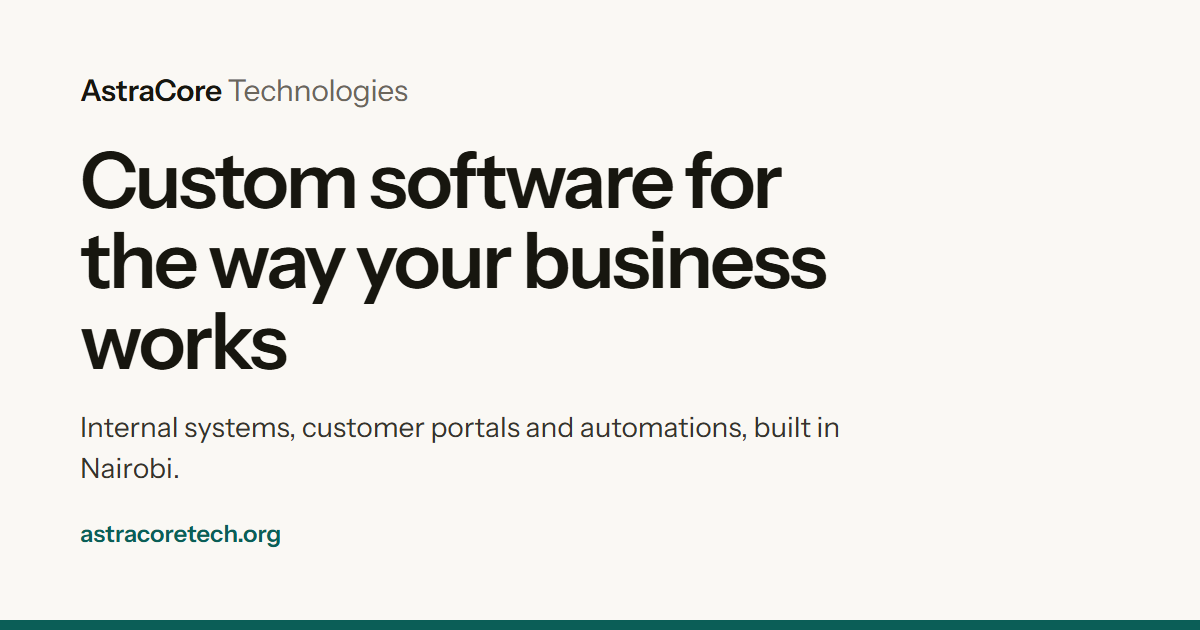 AstraCore Technologies
Custom software for
the way your business
works
Internal systems, customer portals and automations, built in
Nairobi.
astracoretech.org